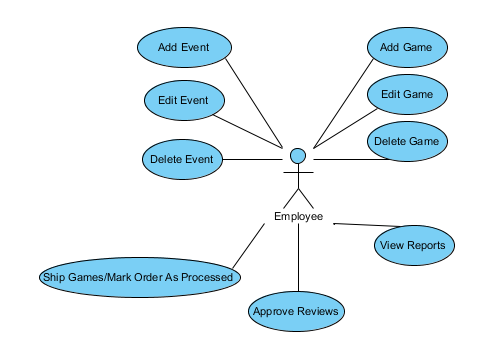 Add Event
Add Game
Edit Event
Edit Game
Delete Event
Delete Game
Employee
View Reports
Ship Games/Mark Order As Processed
Approve Reviews